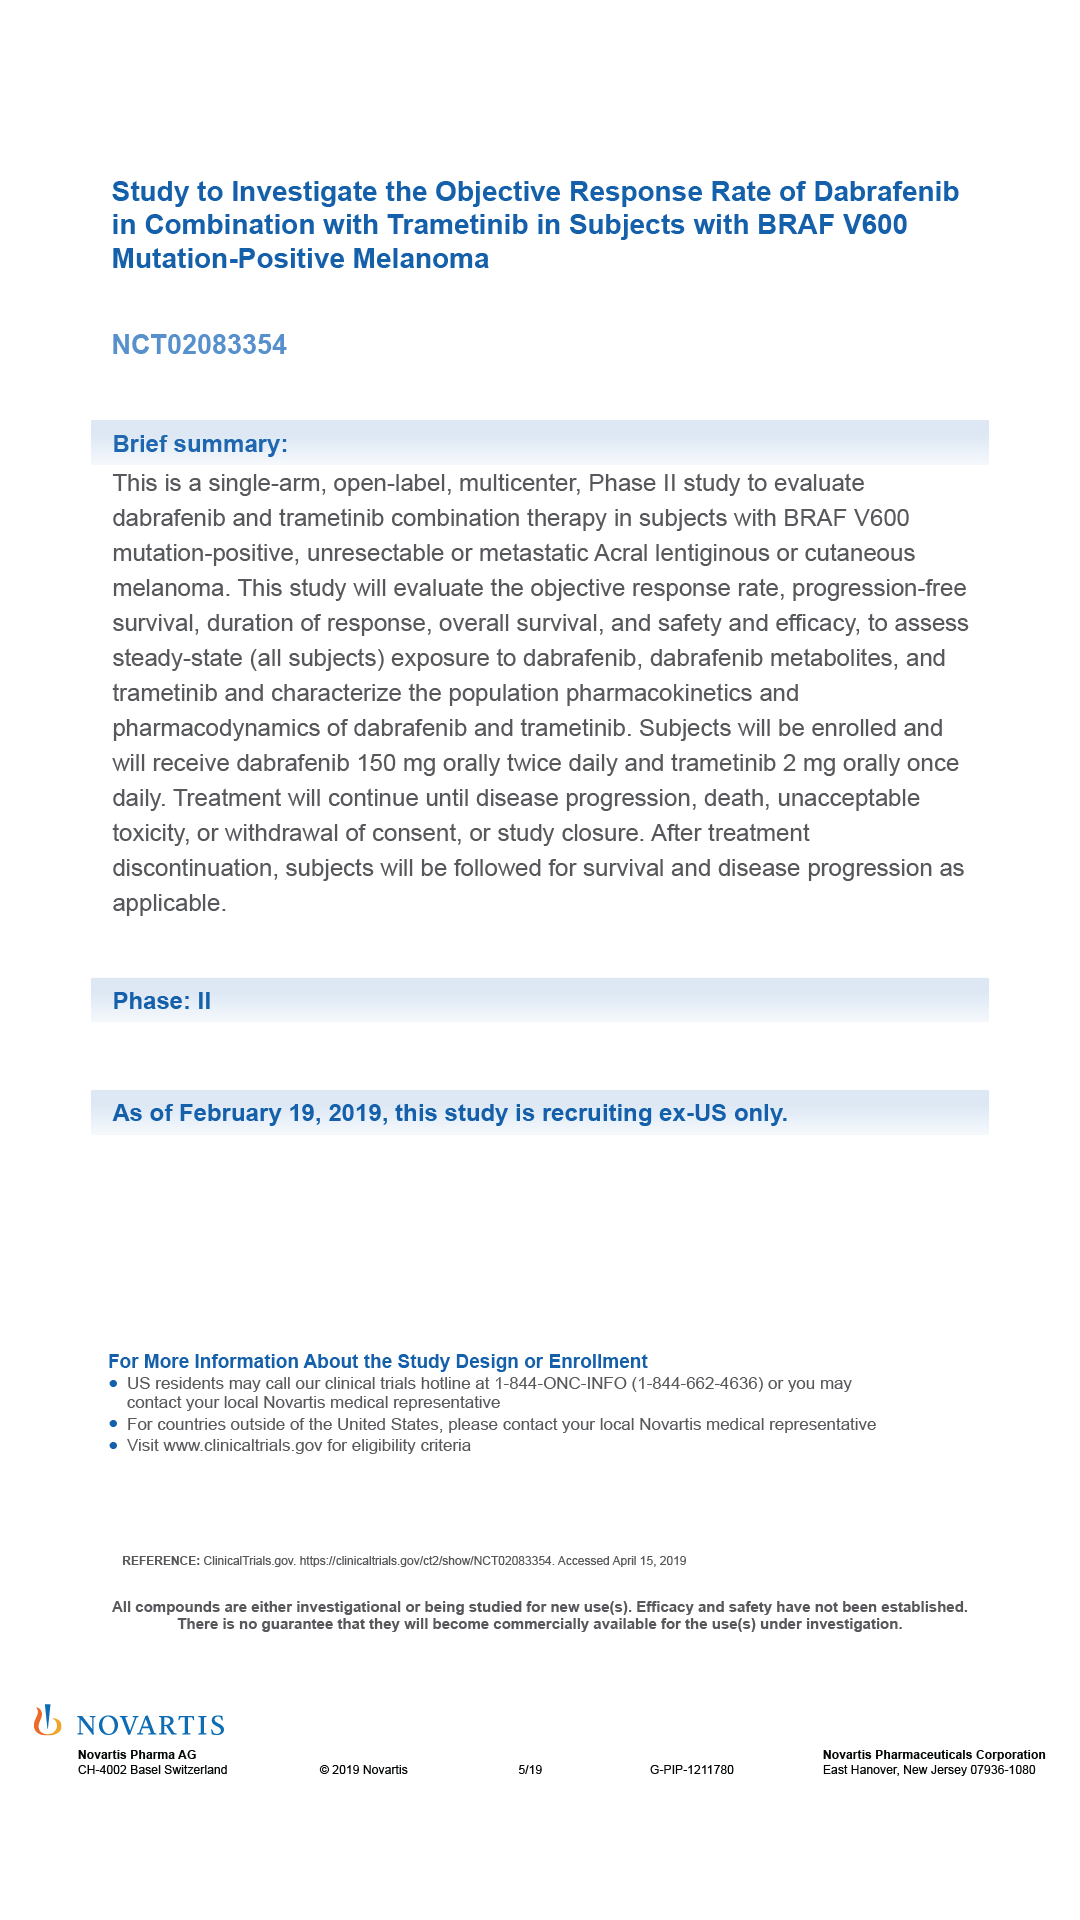 Study to Investigate the Objective Response Rate of Dabrafenib
in Combination with Trametinib in Subjects with BRAF V600
Mutation-Positive Melanoma
NCT02083354
Brief summary:
This is a single-arm, open-label, multicenter, Phase II study to evaluate
dabrafenib and trametinib combination therapy in subjects with BRAF V600
mutation-positive, unresectable or metastatic Acral lentiginous or cutaneous
melanoma. This study will evaluate the objective response rate, progression-free
survival, duration of response, overall survival, and safety and efficacy, to assess
steady-state (all subjects) exposure to dabrafenib, dabrafenib metabolites, and
trametinib and characterize the population pharmacokinetics and
pharmacodynamics of dabrafenib and trametinib. Subjects will be enrolled and
will receive dabrafenib 150 mg orally twice daily and trametinib 2 mg orally once
daily. Treatment will continue until disease progression, death, unacceptable
toxicity, or withdrawal of consent, or study closure. After treatment
discontinuation, subjects will be followed for survival and disease progression as
applicable.
Phase: II
As of February 19, 2019, this study is recruiting ex-US only.
For More Information About the Study Design or Enrollment
● US residents may call our clinical trials hotline at 1-844-ONC-INFO (1-844-662-4636) or you may
contact your local Novartis medical representative
● For countries outside of the United States, please contact your local Novartis medical representative
● Visit www.clinicaltrials.gov for eligibility criteria
REFERENCE: ClinicalTrials.gov. https://clinicaltrials.gov/ct2/show/NCT02083354. Accessed April 15, 2019
All compounds are either investigational or being studied for new use(s). Efficacy and safety have not been established.
There is no guarantee that they will become commercially available for the use(s) under investigation.
NOVARTIS
Novartis Pharma AG
CH-4002 Basel Switzerland
© 2019 Novartis
5/19
G-PIP-1211780
Novartis Pharmaceuticals Corporation
East Hanover, New Jersey 07936-1080